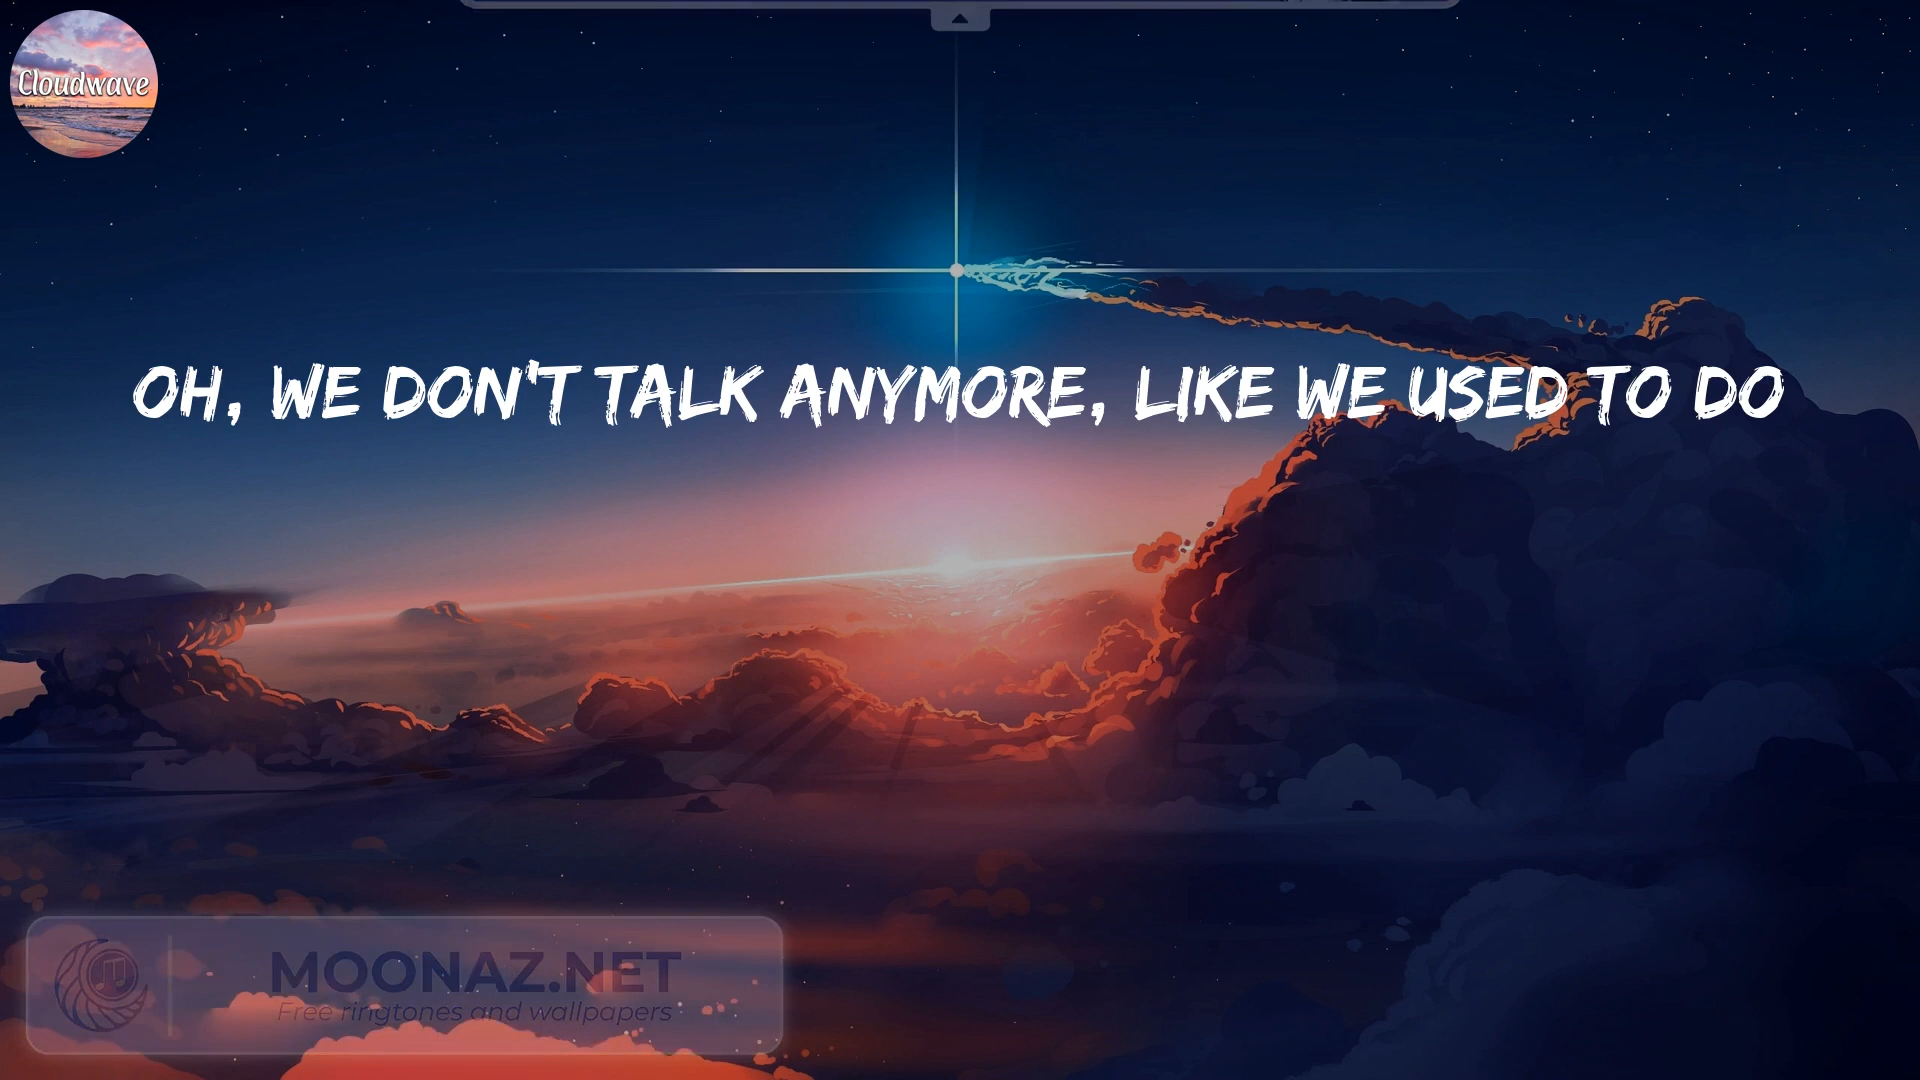 Cloudwave
OH, WE DON'T TALK ANYMORE, LIKE WE USED TO DO
MOONAZ.NET
Free ringtones and wallpapers